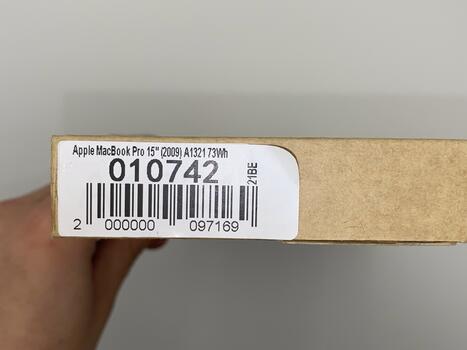 Apple MacBook Pro 15" (2009) A1321 73Wh
010742
21BE
2 000000 097169